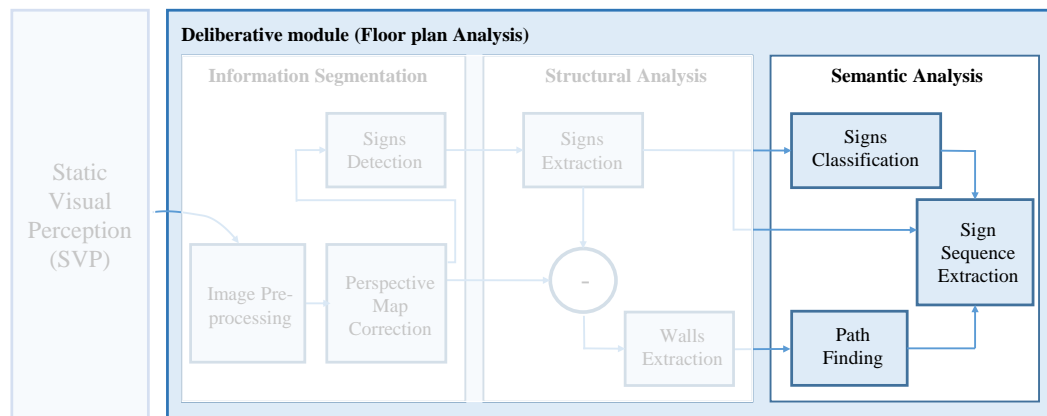 Deliberative module (Floor plan Analysis)
Information Segmentation
Structural Analysis
Semantic Analysis
Static
Visual
Perception
(SVP)
Signs
Detection
Signs
Extraction
Signs
Classification
Image Pre-
processing
Perspective
Map
Correction
-
Sign
Sequence
Extraction
Walls
Extraction
Path
Finding